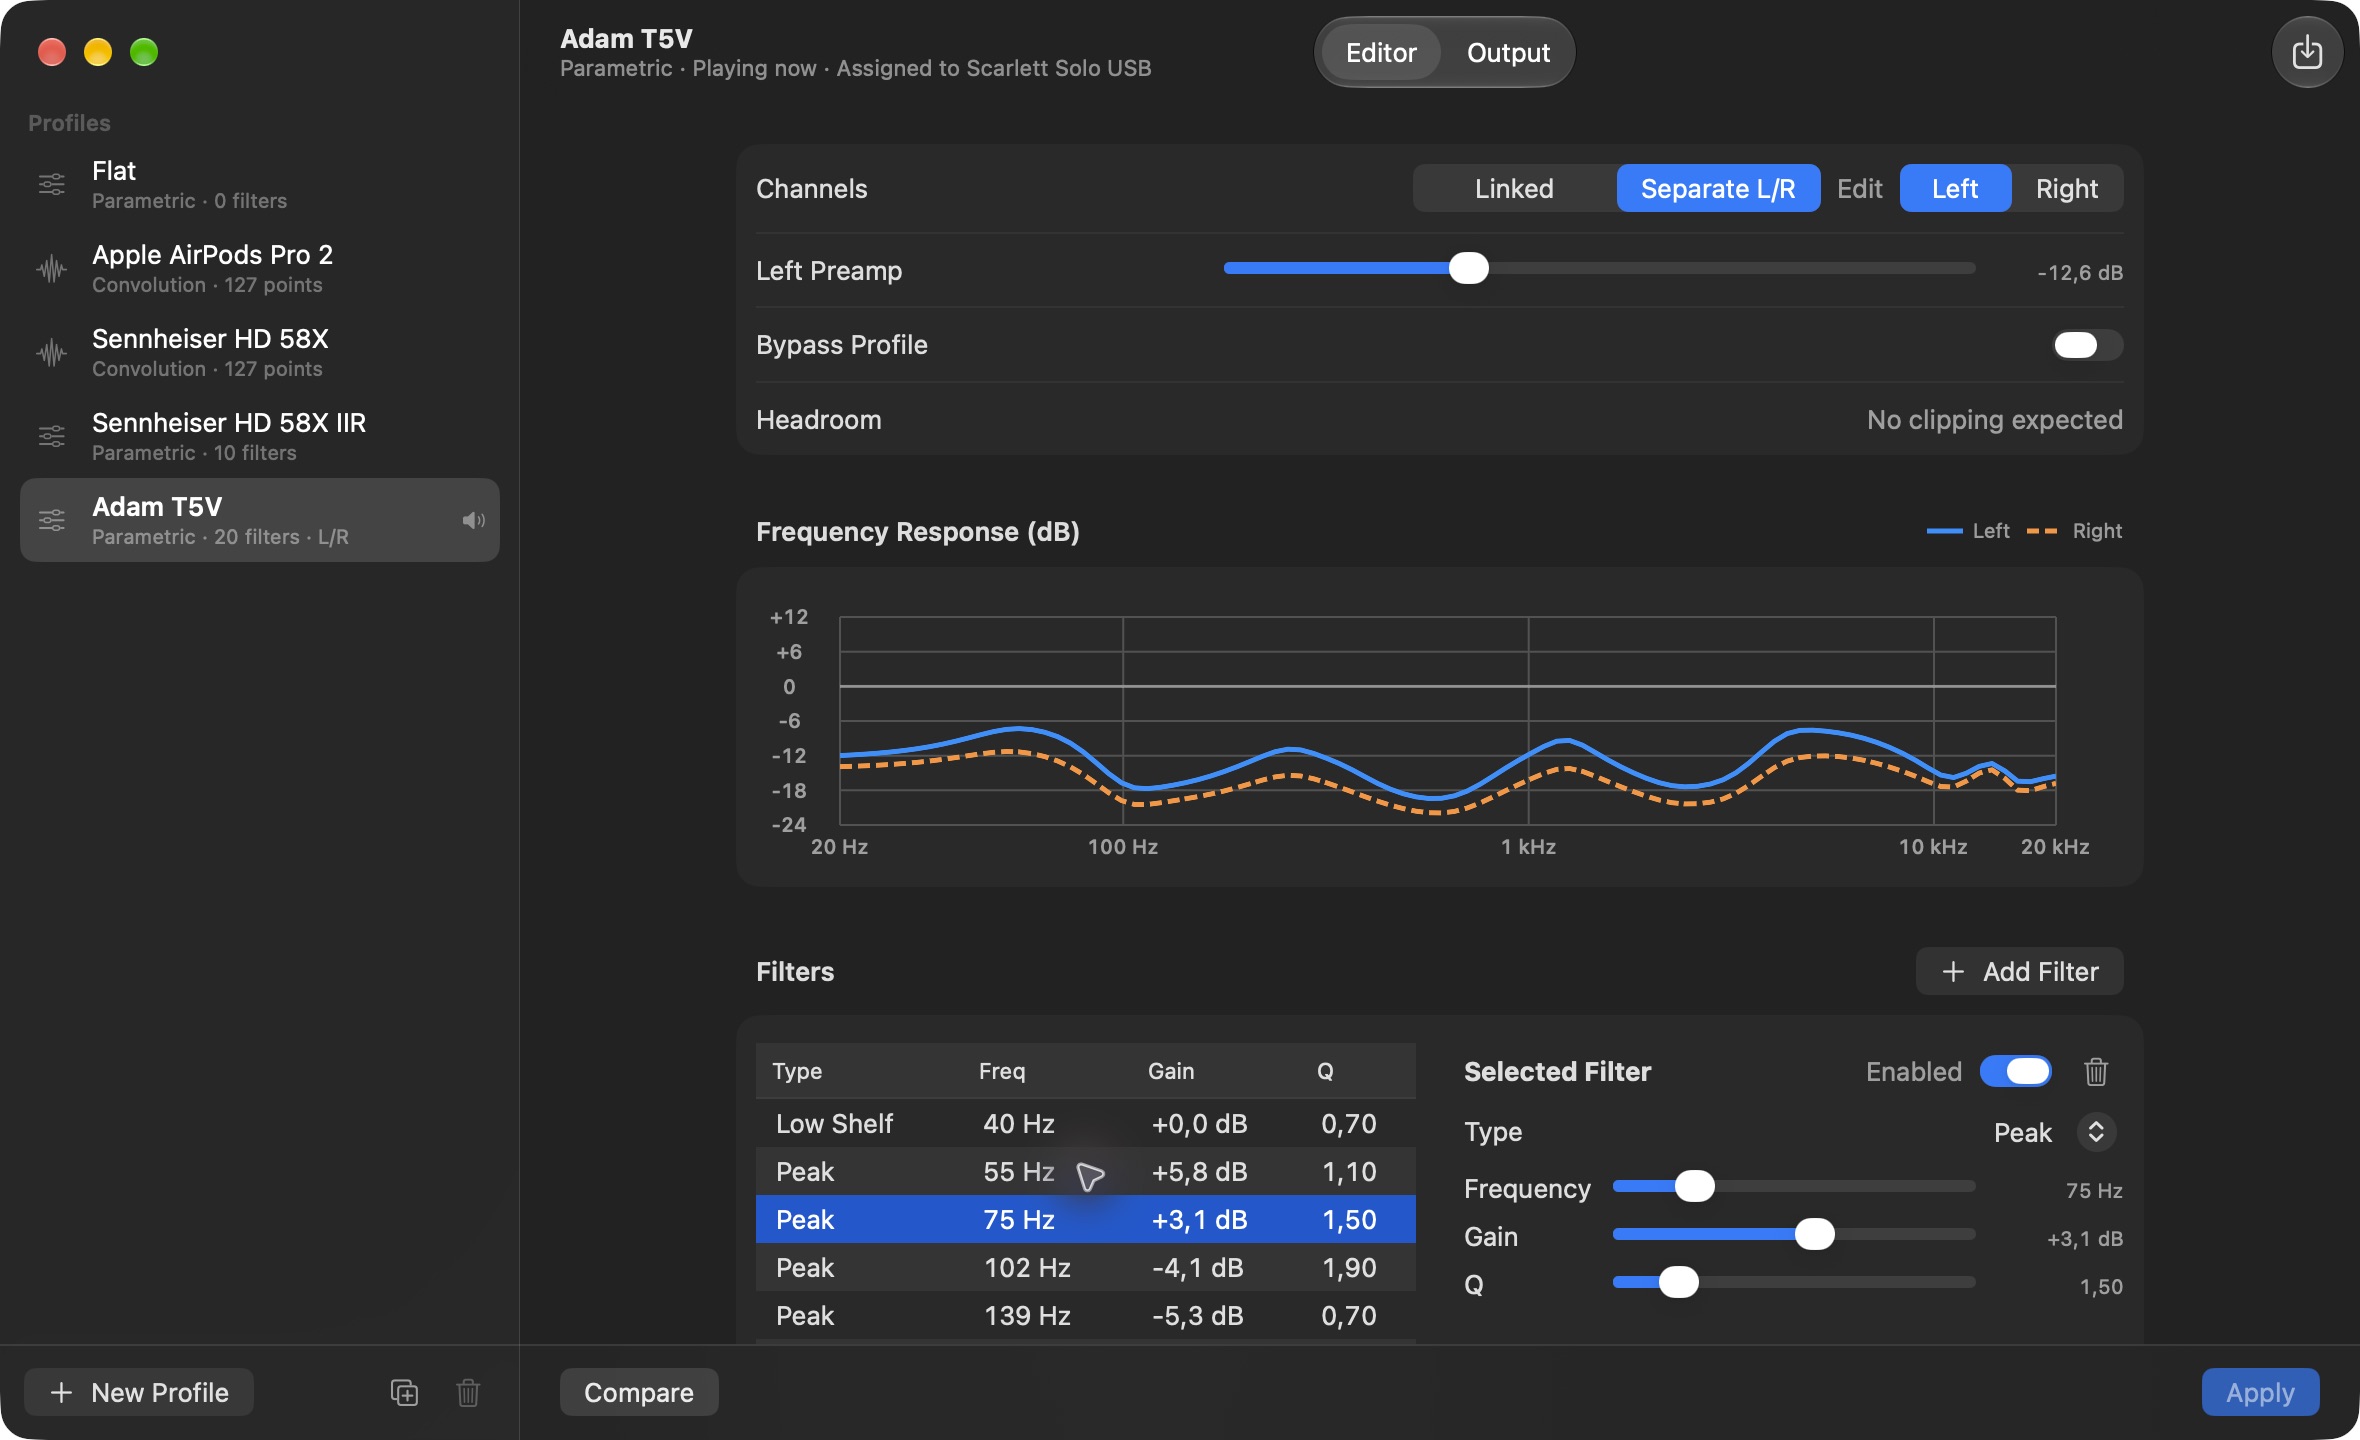 Profiles
Flat
Parametric · 0 filters
Apple AirPods Pro 2
Convolution · 127 points
Sennheiser HD 58X
Convolution · 127 points
Sennheiser HD 58X IIR
Parametric · 10 filters
Adam T5V
Parametric · 20 filters · L/R
New Profile
Adam T5V
Parametric · Playing now · Assigned to Scarlett Solo USB
Editor Output
Channels Linked Separate L/R Edit Left Right
Left Preamp -12,6 dB
Bypass Profile
Headroom No clipping expected
Frequency Response (dB) Left Right
+12
+6
0
-6
-12
-18
-24
20 Hz 100 Hz 1 kHz 10 kHz 20 kHz
Filters Add Filter
Type Freq Gain Q
Low Shelf 40 Hz +0,0 dB 0,70
Peak 55 Hz +5,8 dB 1,10
Peak 75 Hz +3,1 dB 1,50
Peak 102 Hz -4,1 dB 1,90
Peak 139 Hz -5,3 dB 0,70
Selected Filter Enabled
Type Peak
Frequency 75 Hz
Gain +3,1 dB
Q 1,50
Compare Apply